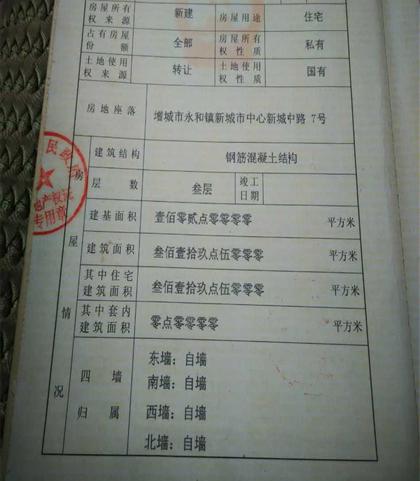 房屋所有权来源 新建 房屋用途 住宅
占有房屋份额 全部 房屋所有权性质 私有
土地使用权来源 转让 土地使用权性质 国有
房地座落 增城市永和镇新城市中心新城中路 7号
房屋情况
建筑结构 钢筋混凝土结构
层数 叁层 竣工日期
建基面积 壹佰零贰点零零零零 平方米
建筑面积 叁佰壹拾玖点伍零零零 平方米
其中住宅建筑面积 叁佰壹拾玖点伍零零零 平方米
其中套内建筑面积 零点零零零零 平方米
四墙归属
东墙：自墙
南墙：自墙
西墙：自墙
北墙：自墙
专用章